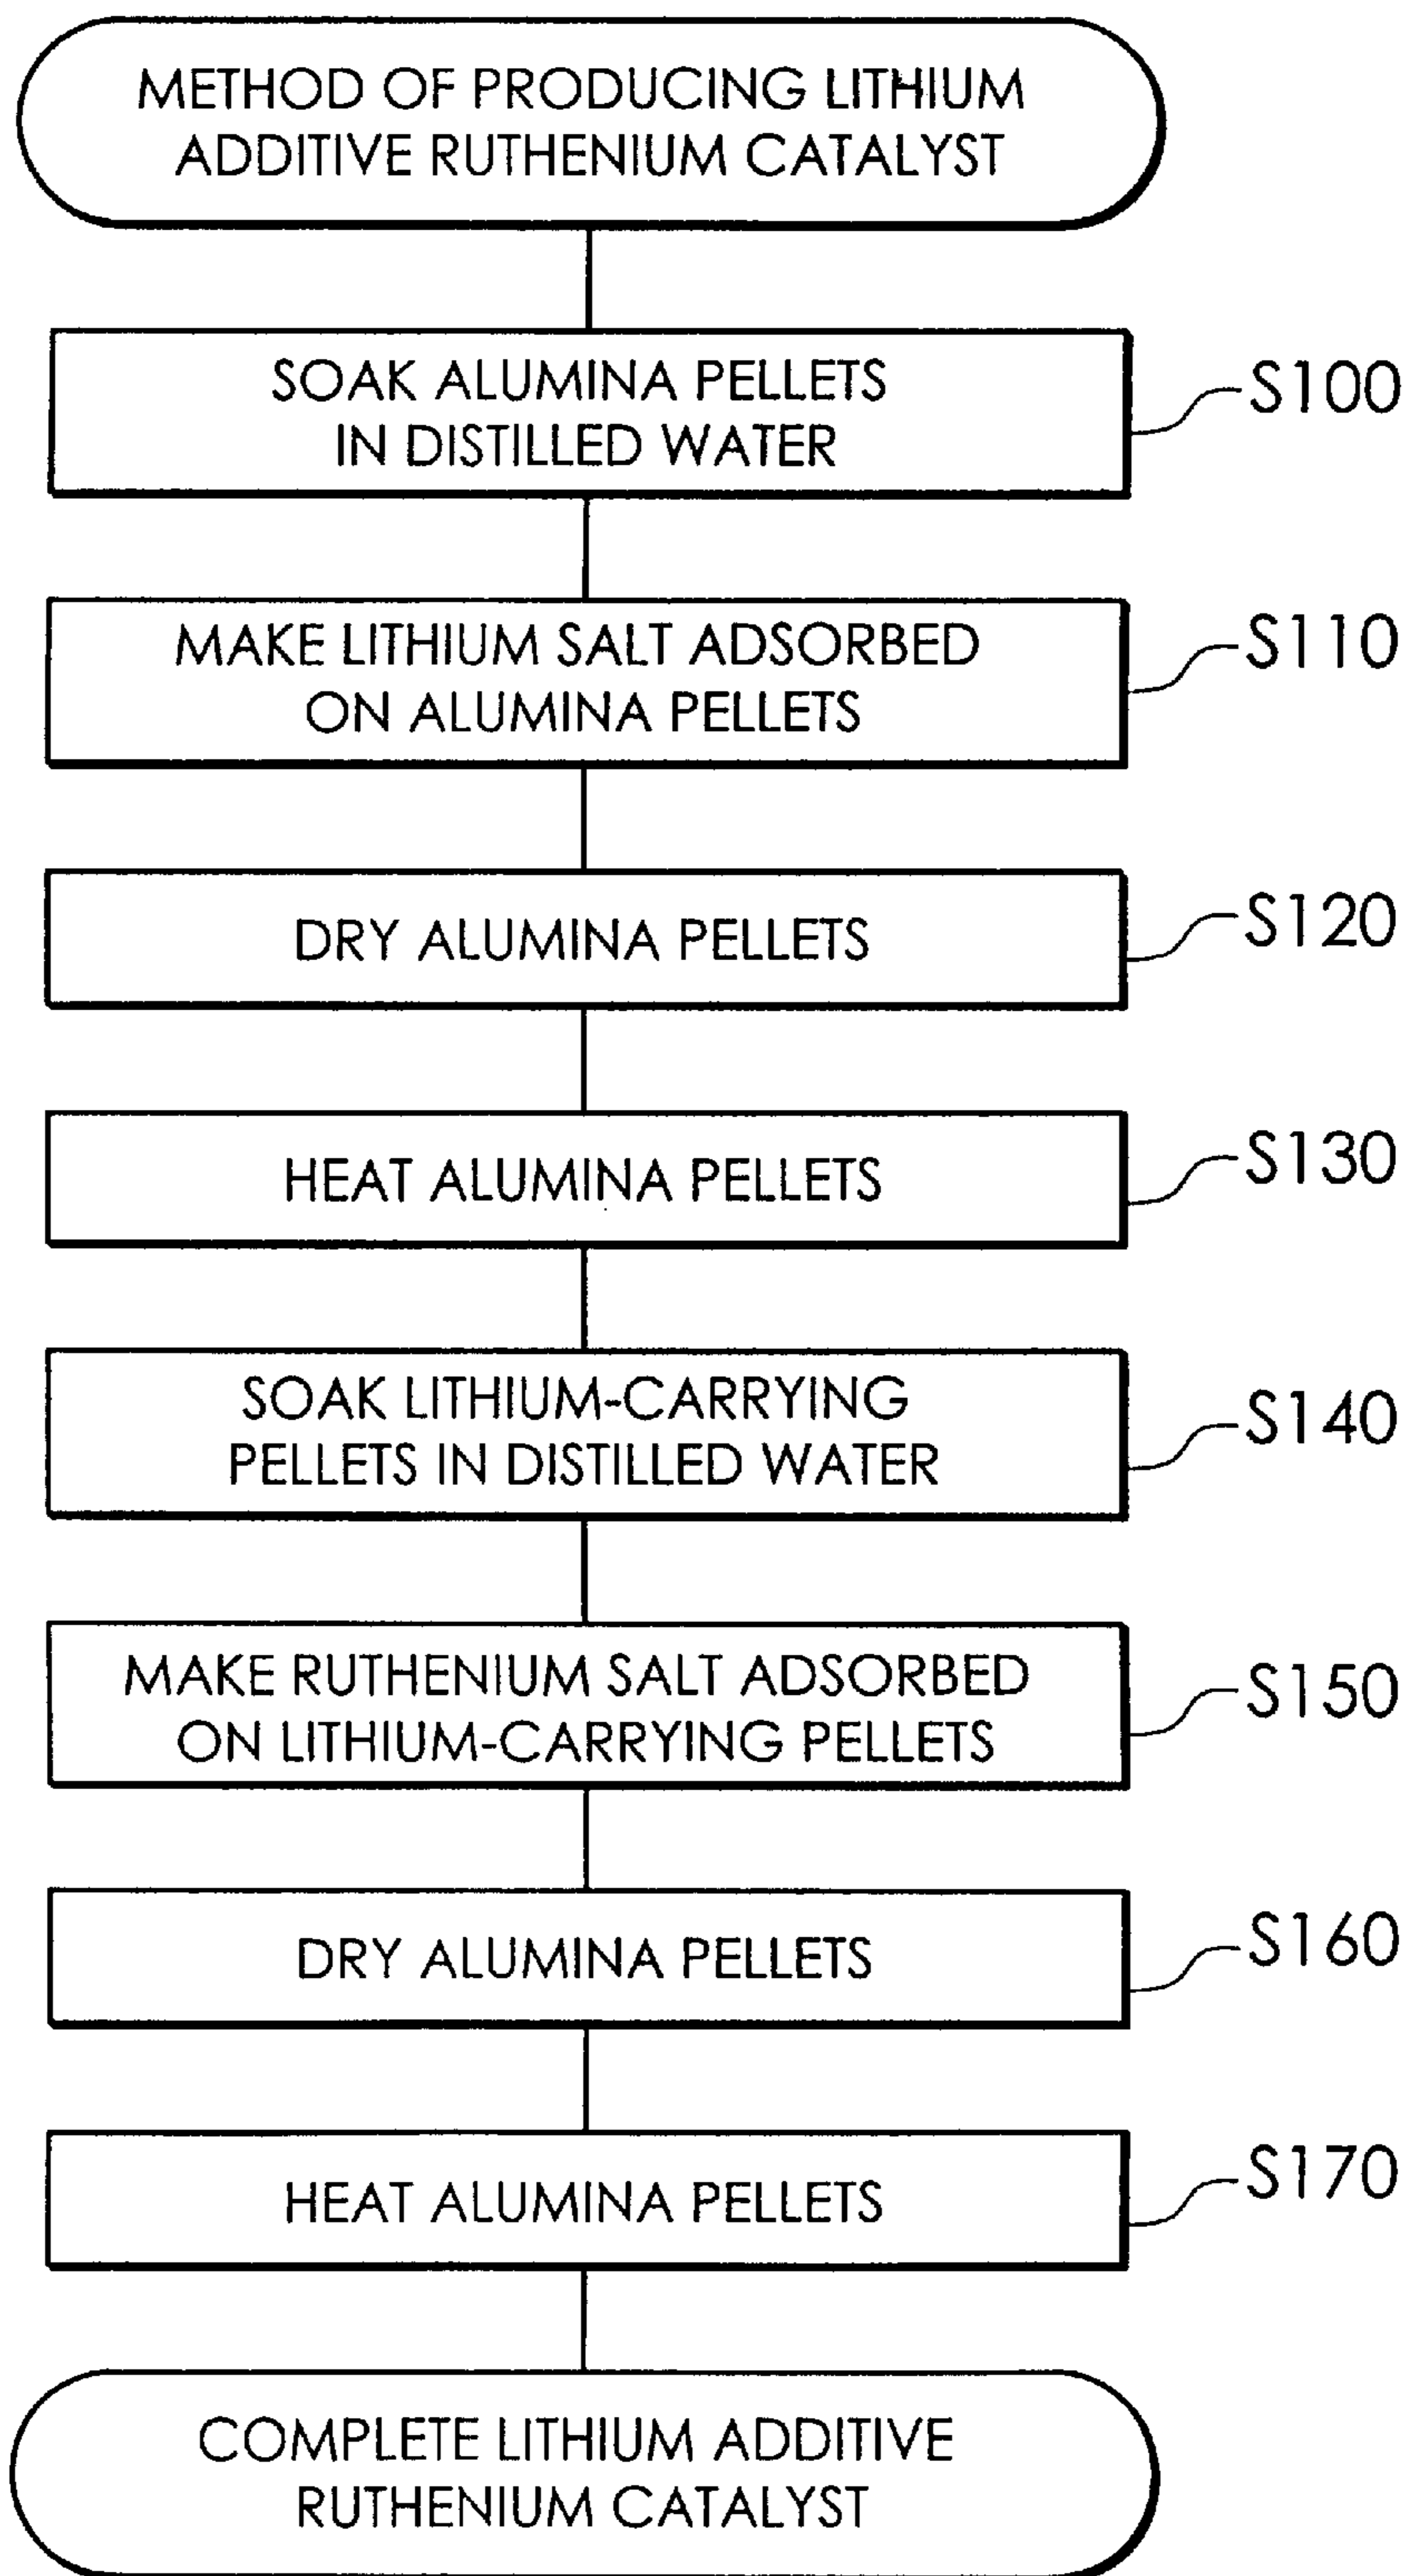 METHOD OF PRODUCING LITHIUM
ADDITIVE RUTHENIUM CATALYST
SOAK ALUMINA PELLETS
IN DISTILLED WATER
S100
MAKE LITHIUM SALT ADSORBED
ON ALUMINA PELLETS
S110
DRY ALUMINA PELLETS
S120
HEAT ALUMINA PELLETS
S130
SOAK LITHIUM-CARRYING
PELLETS IN DISTILLED WATER
S140
MAKE RUTHENIUM SALT ADSORBED
ON LITHIUM-CARRYING PELLETS
S150
DRY ALUMINA PELLETS
S160
HEAT ALUMINA PELLETS
S170
COMPLETE LITHIUM ADDITIVE
RUTHENIUM CATALYST